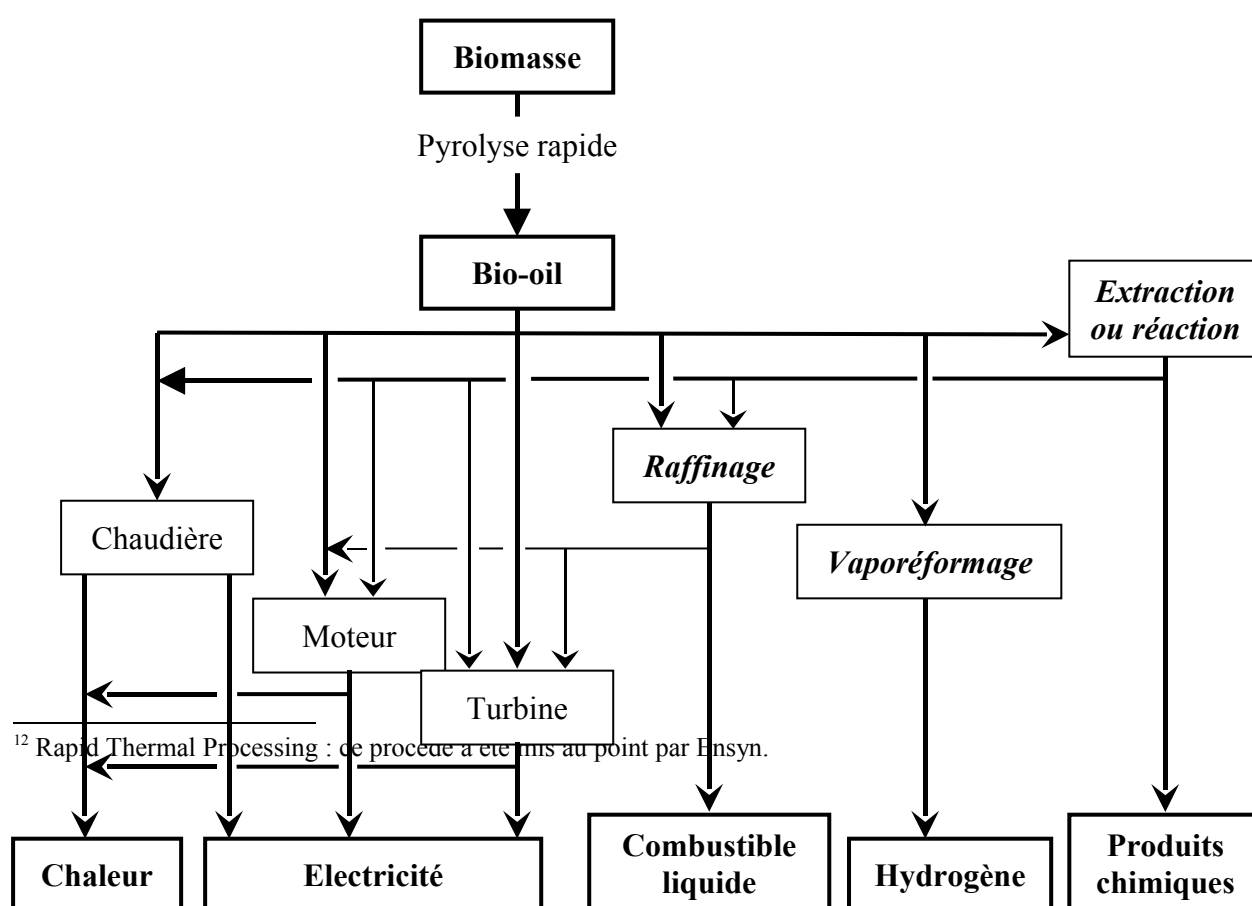 Biomasse
Pyrolyse rapide
Bio-oil
Extraction
ou réaction
Raffinage
Chaudière
Vaporéformage
Moteur
Turbine
12 Rapid Thermal Processing : ce procédé a été mis au point par Ensyn.
Chaleur
Electricité
Combustible
liquide
Hydrogène
Produits
chimiques